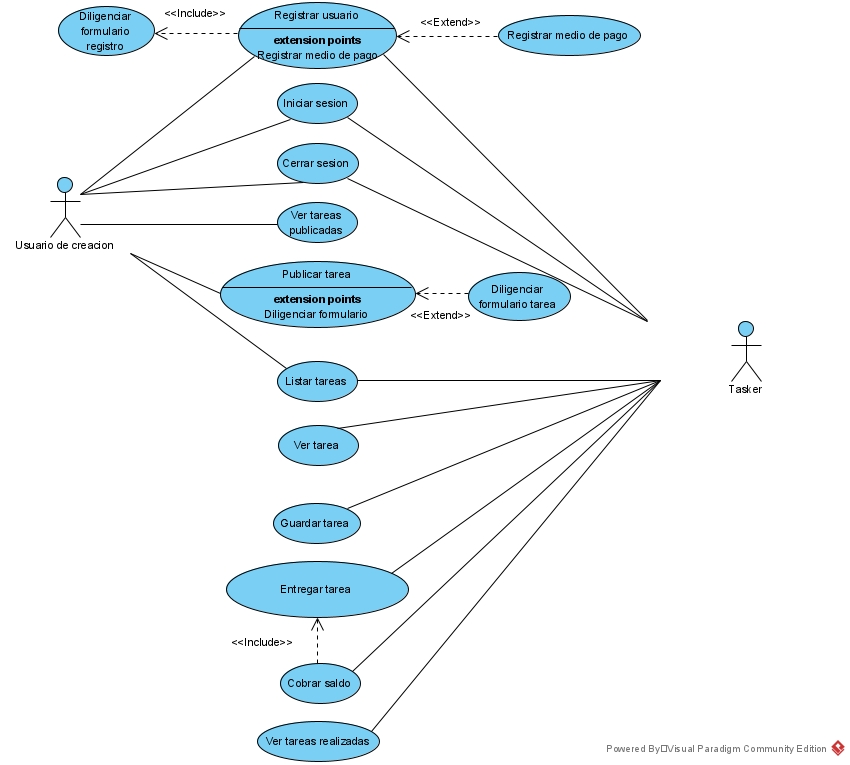 Diligenciar
formulario
registro
<<Include>>
Registrar usuario
extension points
Registrar medio de pago
<<Extend>>
Registrar medio de pago
Iniciar sesion
Cerrar sesion
Ver tareas
publicadas
Usuario de creacion
Publicar tarea
extension points
Diligenciar formulario
<<Extend>>
Diligenciar
formulario tarea
Listar tareas
Tasker
Ver tarea
Guardar tarea
Entregar tarea
<<Include>>
Cobrar saldo
Ver tareas realizadas
Powered By Visual Paradigm Community Edition